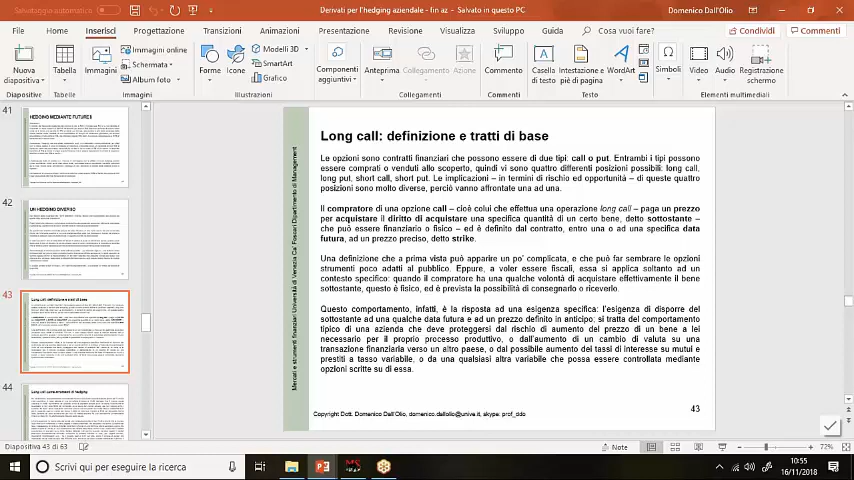 Salvataggio automatico
Derivati per l'hedging aziendale - fin az - Salvato in questo PC
Domenico Dall'Olio
File
Home
Inserisci
Progettazione
Transizioni
Animazioni
Presentazione
Revisione
Visualizza
Sviluppo
Guida
Cosa vuoi fare?
Condividi
Commenti
Nuova diapositiva
Tabella
Immagini
Immagini online
Schermata
Album foto
Forme
Icone
Modelli 3D
SmartArt
Grafico
Componenti aggiuntivi
Anteprima
Collegamento
Azione
Commento
Casella di testo
Intestazione e piè di pagina
WordArt
Simboli
Video
Audio
Registrazione schermo
Diapositive
Tabelle
Immagini
Illustrazioni
Collegamenti
Commenti
Testo
Elementi multimediali
41
HEDGING MEDIANTE FUTURES
42
UN HEDGING DIVERSO
43
Long call: definizione e tratti di base
44
Long call come strumenti di hedging
Mercati e strumenti finanziari Università di Venezia Ca' Foscari Dipartimento di Management
Long call: definizione e tratti di base
Le opzioni sono contratti finanziari che possono essere di due tipi: call o put. Entrambi i tipi possono
essere comprati o venduti allo scoperto, quindi vi sono quattro differenti posizioni possibili: long call,
long put, short call, short put. Le implicazioni – in termini di rischio ed opportunità – di queste quattro
posizioni sono molto diverse, perciò vanno affrontate una ad una.
Il compratore di una opzione call – cioè colui che effettua una operazione long call – paga un prezzo
per acquistare il diritto di acquistare una specifica quantità di un certo bene, detto sottostante –
che può essere finanziario o fisico – ed è definito dal contratto, entro una o ad una specifica data
futura, ad un prezzo preciso, detto strike.
Una definizione che a prima vista può apparire un po' complicata, e che può far sembrare le opzioni
strumenti poco adatti al pubblico. Eppure, a voler essere fiscali, essa si applica soltanto ad un
contesto specifico: quando il compratore ha una qualche volontà di acquistare effettivamente il bene
sottostante, questo è fisico, ed è prevista la possibilità di consegnarlo o riceverlo.
Questo comportamento, infatti, è la risposta ad una esigenza specifica: l'esigenza di disporre del
sottostante ad una qualche data futura e ad un prezzo definito in anticipo; si tratta del comportamento
tipico di una azienda che deve proteggersi dal rischio di aumento del prezzo di un bene a lei
necessario per il proprio processo produttivo, o dall'aumento di un cambio di valuta su una
transazione finanziaria verso un altro paese, o dal possibile aumento dei tassi di interesse su mutui e
prestiti a tasso variabile, o da una qualsiasi altra variabile che possa essere controllata mediante
opzioni scritte su di essa.
Copyright Dott. Domenico Dall'Olio, domenico.dallolio@unive.it, skype: prof_ddo
43
Diapositiva 43 di 63
Note
72%
Scrivi qui per eseguire la ricerca
10:55
16/11/2018